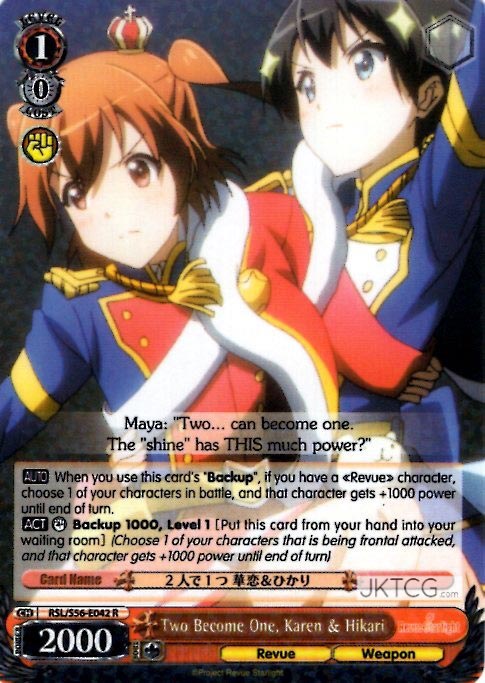 1
0
Maya: "Two... can become one.
The "shine" has THIS much power?"
AUTO When you use this card's "Backup", if you have a «Revue» character,
choose 1 of your characters in battle, and that character gets +1000 power
until end of turn.
ACT Backup 1000, Level 1 [Put this card from your hand into your
waiting room] (Choose 1 of your characters that is being frontal attacked,
and that character gets +1000 power until end of turn)
Card Name 2人で1つ 華恋&ひかり
JKTCG.com
RSL/S56-E042 R
2000 Two Become One, Karen & Hikari Revue Starlight
Revue Weapon
©Project Revue Starlight